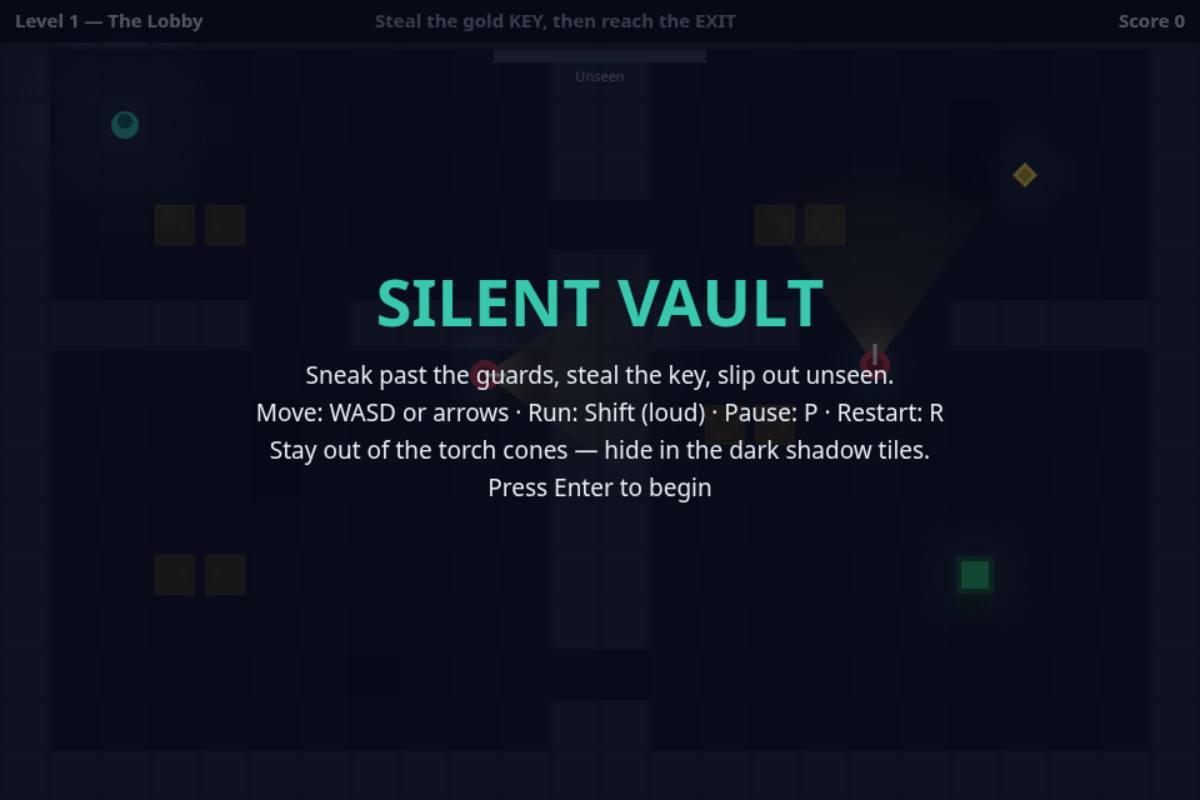 Level 1 — The Lobby
Steal the gold KEY, then reach the EXIT
Score 0
Unseen
SILENT VAULT
Sneak past the guards, steal the key, slip out unseen.
Move: WASD or arrows · Run: Shift (loud) · Pause: P · Restart: R
Stay out of the torch cones — hide in the dark shadow tiles.
Press Enter to begin